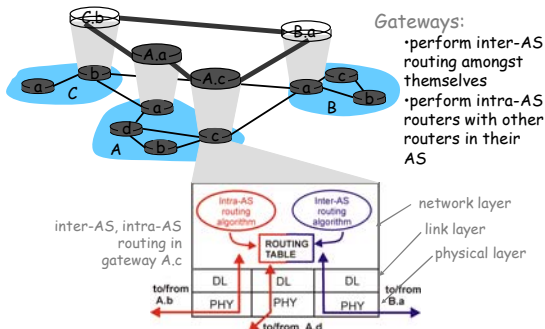 Gateways:
•perform inter-AS
routing amongst
themselves
•perform intra-AS
routers with other
routers in their
AS
C.b
B.a
A.a
A.c
a
b
C
a
c
b
B
a
d
b
c
A
inter-AS, intra-AS
routing in
gateway A.c
Intra-AS
routing
algorithm
Inter-AS
routing
algorithm
ROUTING
TABLE
DL
DL
DL
PHY
PHY
PHY
to/from
A.b
to/from A.d
to/from
B.a
network layer
link layer
physical layer